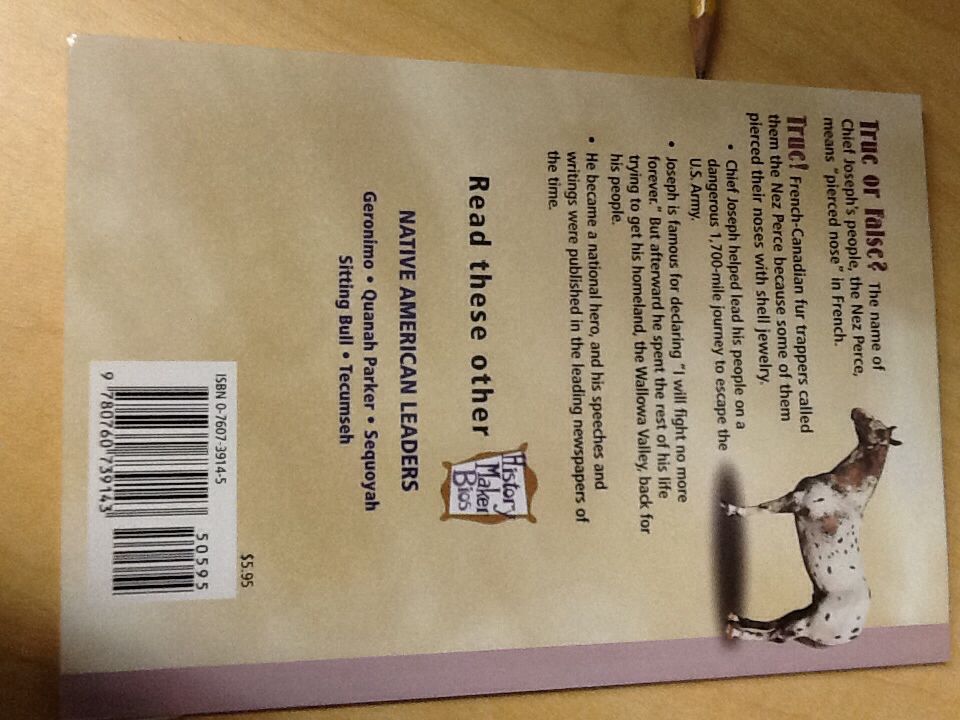 True or False? The name of
Chief Joseph's people, the Nez Perce,
means "pierced nose" in French.
True! French-Canadian fur trappers called
them the Nez Perce because some of them
pierced their noses with shell jewelry.
• Chief Joseph helped lead his people on a
dangerous 1,700-mile journey to escape the
U.S. Army.
• Joseph is famous for declaring "I will fight no more
forever." But afterward he spent the rest of his life
trying to get his homeland, the Wallowa Valley, back for
his people.
• He became a national hero, and his speeches and
writings were published in the leading newspapers of
the time.
Read these other
History
Maker
Bios
NATIVE AMERICAN LEADERS
Geronimo • Quanah Parker • Sequoyah
Sitting Bull • Tecumseh
$5.95
ISBN 0-7607-3914-5
50595
9 780760 739143